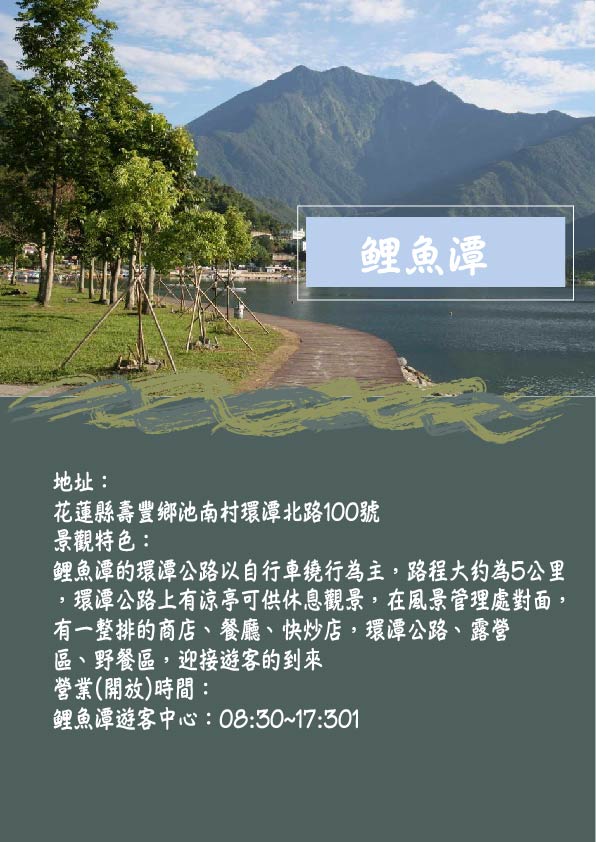 鯉魚潭
地址：
花蓮縣壽豐鄉池南村環潭北路100號
景觀特色：
鯉魚潭的環潭公路以自行車繞行為主，路程大約為5公里
，環潭公路上有涼亭可供休息觀景，在風景管理處對面，
有一整排的商店、餐廳、快炒店，環潭公路、露營
區、野餐區，迎接遊客的到來
營業(開放)時間：
鯉魚潭遊客中心：08:30~17:301